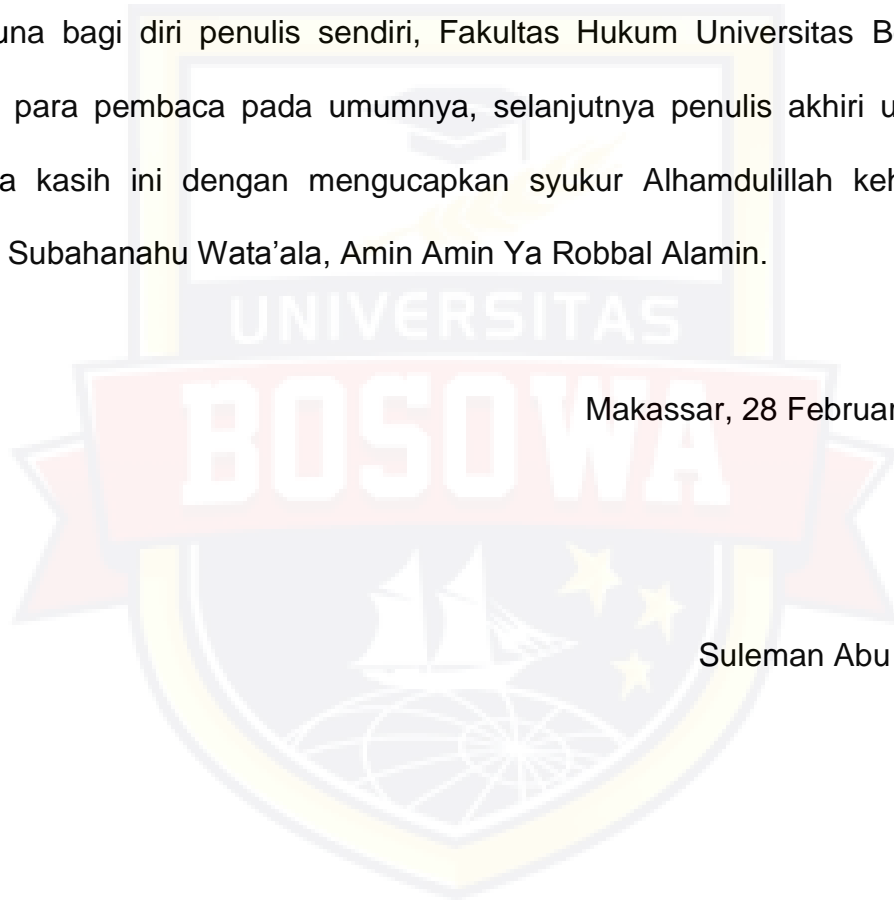 una bagi diri penulis sendiri, Fakultas Hukum Universitas B
para pembaca pada umumnya, selanjutnya penulis akhiri u
a kasih ini dengan mengucapkan syukur Alhamdulillah keh
Subahanahu Wata’ala, Amin Amin Ya Robbal Alamin.
UNIVERSITAS
Makassar, 28 Februar
BOSOWA
Suleman Abu